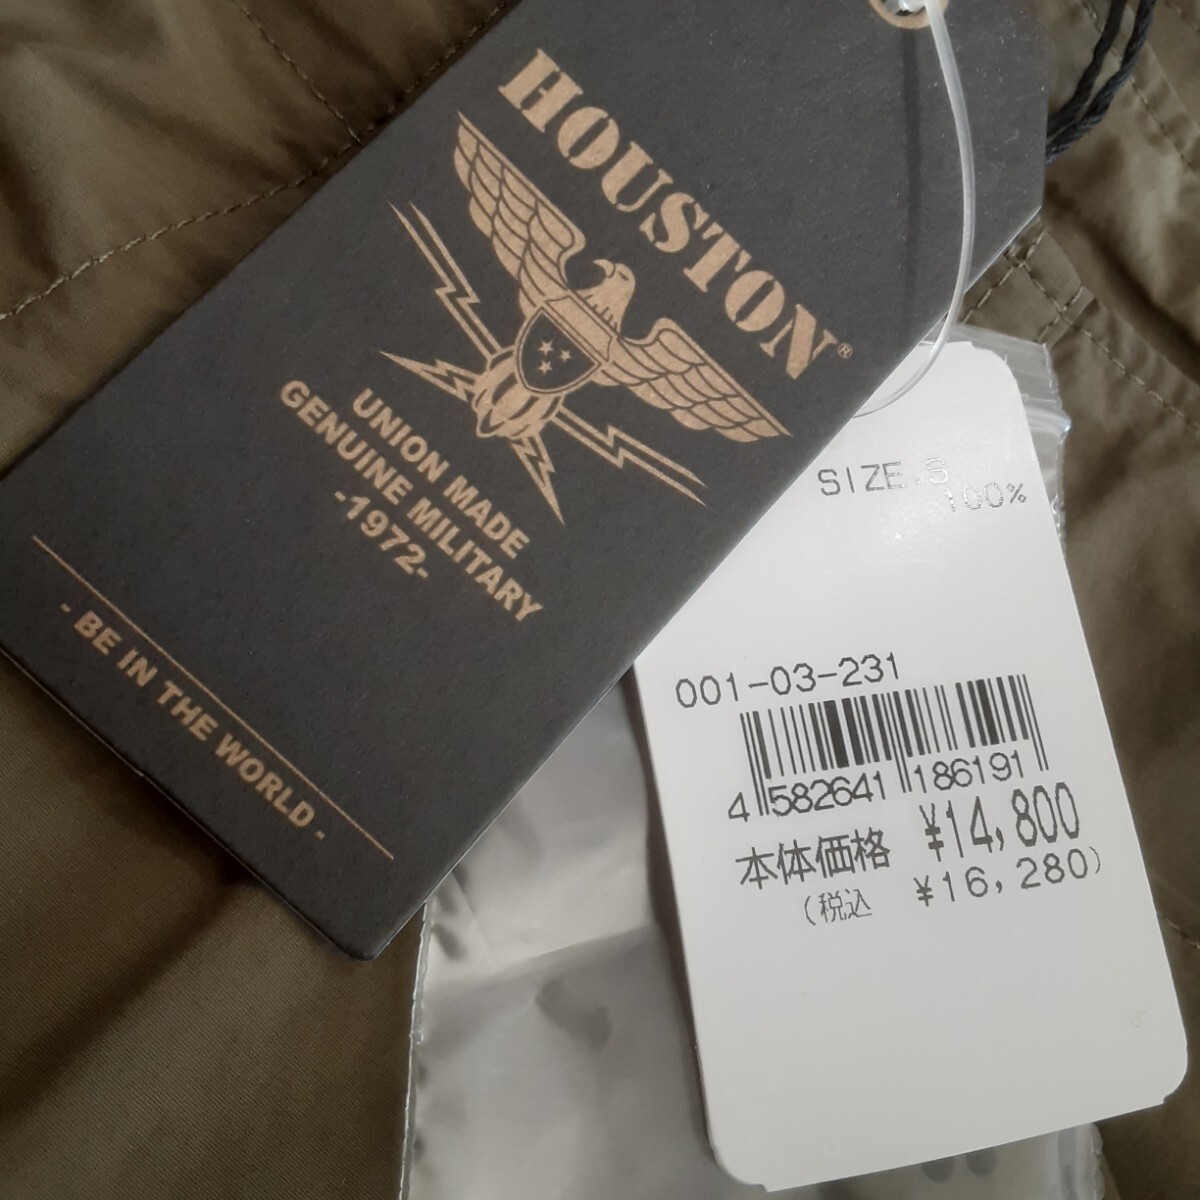 HOUSTON®
UNION MADE
GENUINE MILITARY
-1972-
- BE IN THE WORLD -
SIZE.S
100%
001-03-231
4 582641 186191
本体価格 ¥14,800
(税込 ¥16,280)